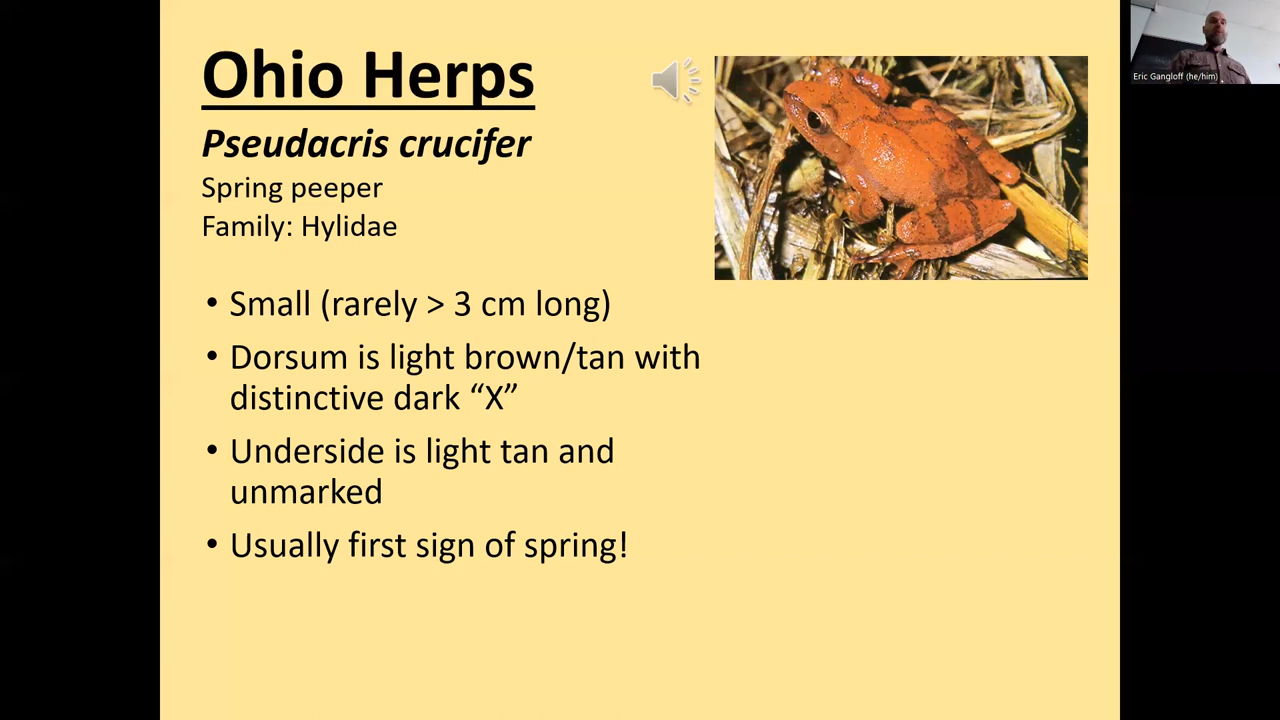 Ohio Herps
Pseudacris crucifer
Spring peeper
Family: Hylidae
• Small (rarely > 3 cm long)
• Dorsum is light brown/tan with
distinctive dark “X”
• Underside is light tan and
unmarked
• Usually first sign of spring!
Eric Gangloff (he/him)